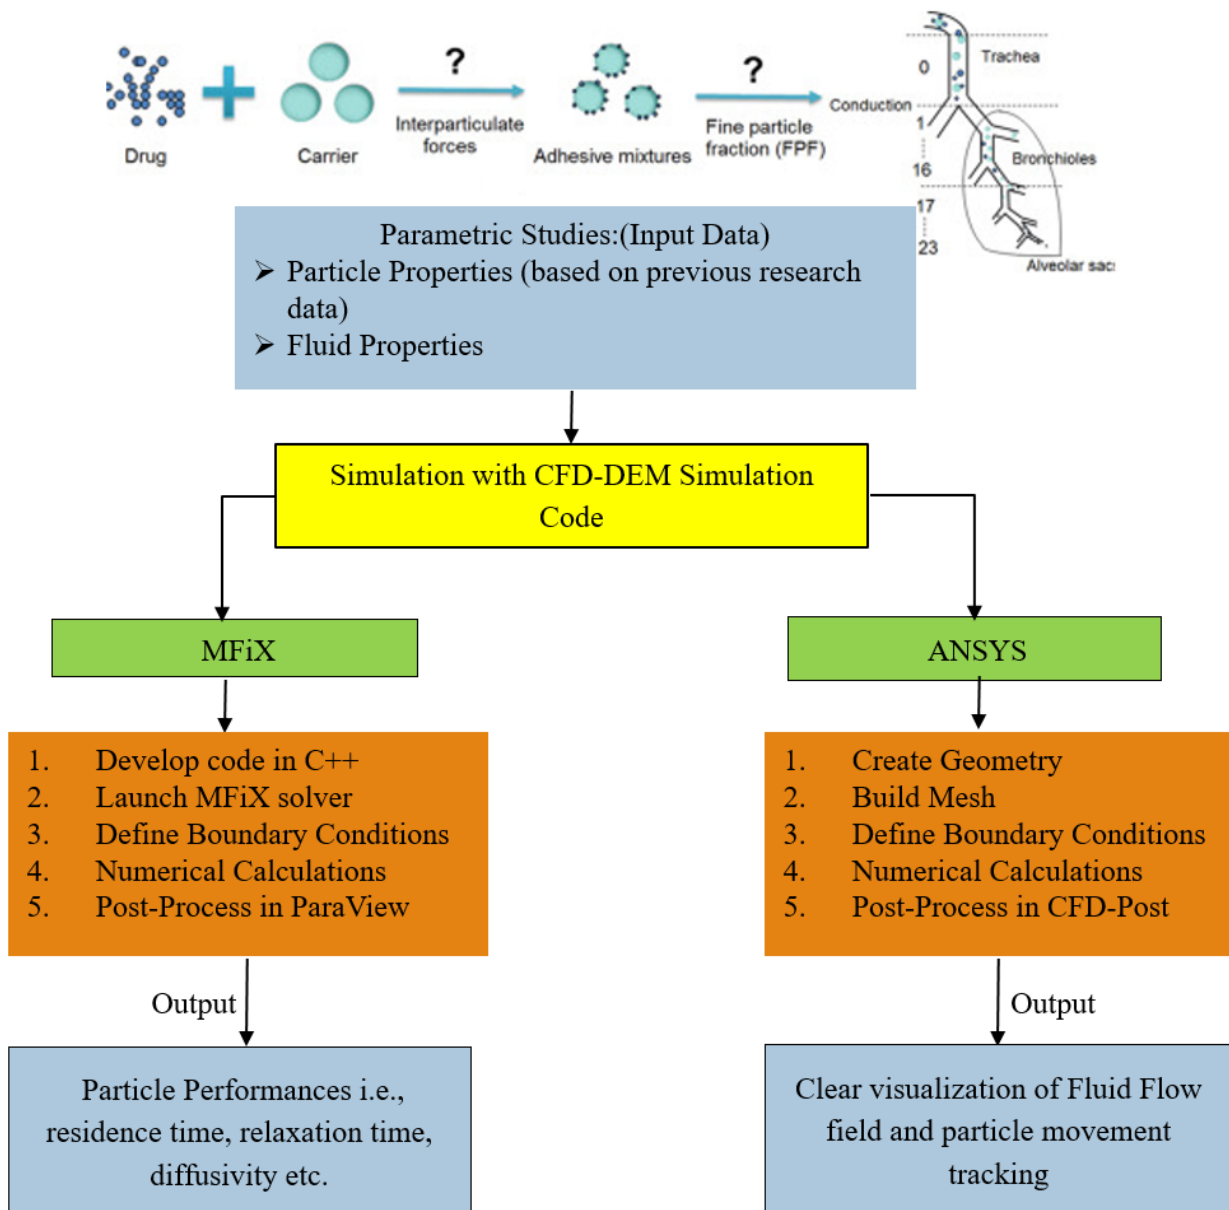 ?
?
Drug
Carrier
Interparticulate
forces
Adhesive mixtures
Fine particle
fraction (FPF)
Conduction
0
1
16
17
23
Trachea
Bronchioles
Alveolar sacs
Parametric Studies:(Input Data)
➢ Particle Properties (based on previous research
data)
➢ Fluid Properties
Simulation with CFD-DEM Simulation
Code
MFiX
1. Develop code in C++
2. Launch MFiX solver
3. Define Boundary Conditions
4. Numerical Calculations
5. Post-Process in ParaView
Output
Particle Performances i.e.,
residence time, relaxation time,
diffusivity etc.
ANSYS
1. Create Geometry
2. Build Mesh
3. Define Boundary Conditions
4. Numerical Calculations
5. Post-Process in CFD-Post
Output
Clear visualization of Fluid Flow
field and particle movement
tracking